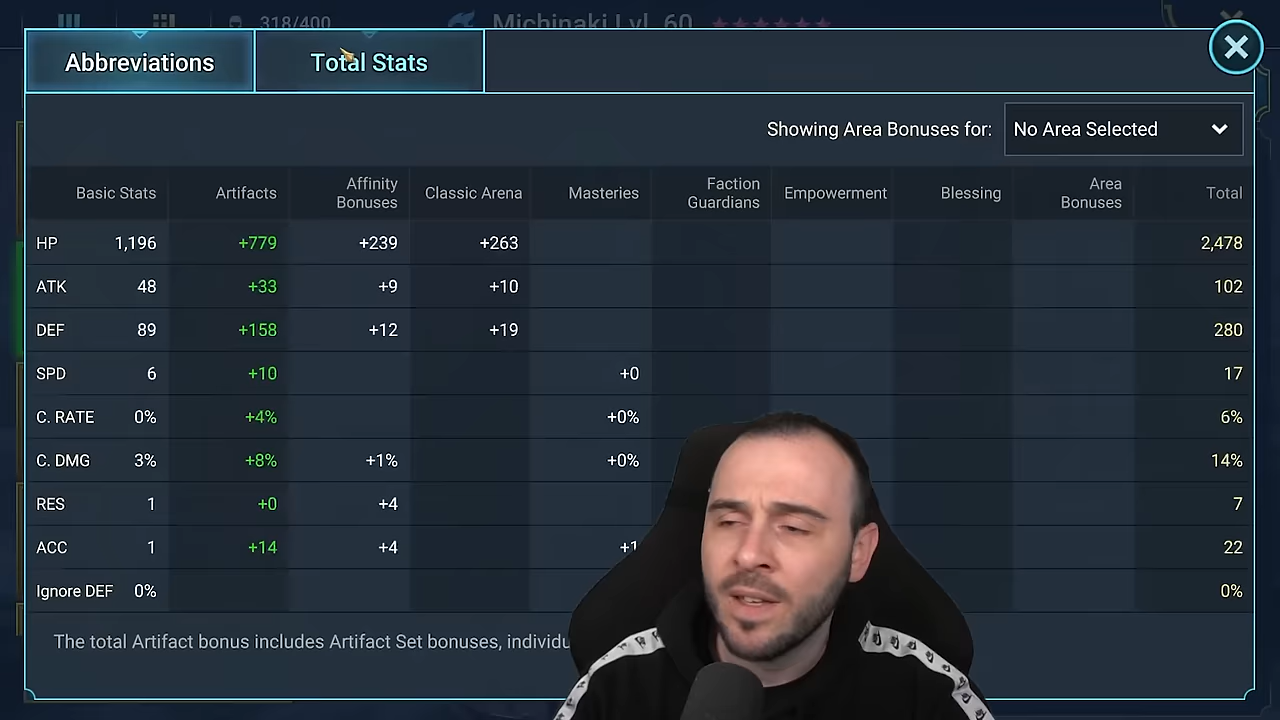 318/400 Michinaki Lvl 60
Abbreviations Total Stats
Showing Area Bonuses for: No Area Selected
Basic Stats Artifacts Affinity Bonuses Classic Arena Masteries Faction Guardians Empowerment Blessing Area Bonuses Total
HP 1,196 +779 +239 +263 2,478
ATK 48 +33 +9 +10 102
DEF 89 +158 +12 +19 280
SPD 6 +10 +0 17
C. RATE 0% +4% +0% 6%
C. DMG 3% +8% +1% +0% 14%
RES 1 +0 +4 7
ACC 1 +14 +4 +1 22
Ignore DEF 0% 0%
The total Artifact bonus includes Artifact Set bonuses,